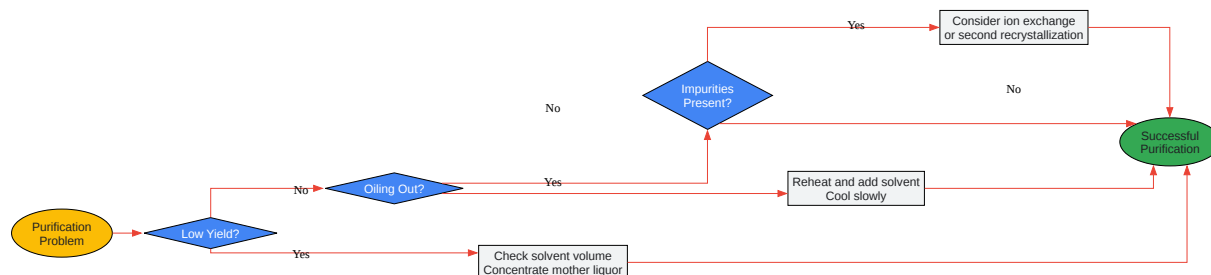 Consider ion exchange
or second recrystallization
Yes
Impurities
Present?
No
No
Successful
Purification
Oiling Out?
Yes
Reheat and add solvent
Cool slowly
No
Purification
Problem
Low Yield?
Yes
Check solvent volume
Concentrate mother liquor